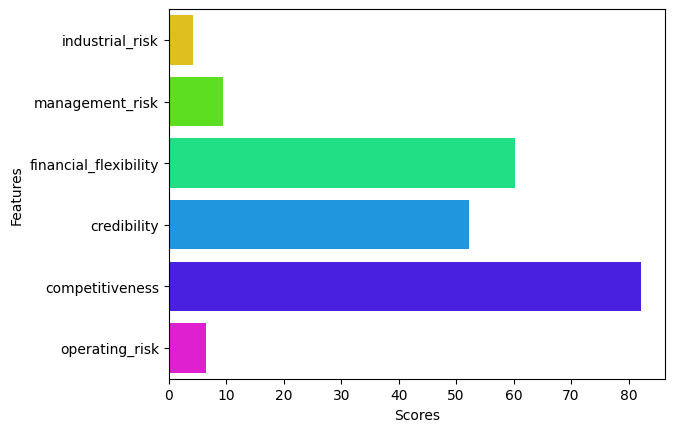 industrial_risk
management_risk
financial_flexibility
credibility
competitiveness
operating_risk
Features
0 10 20 30 40 50 60 70 80
Scores